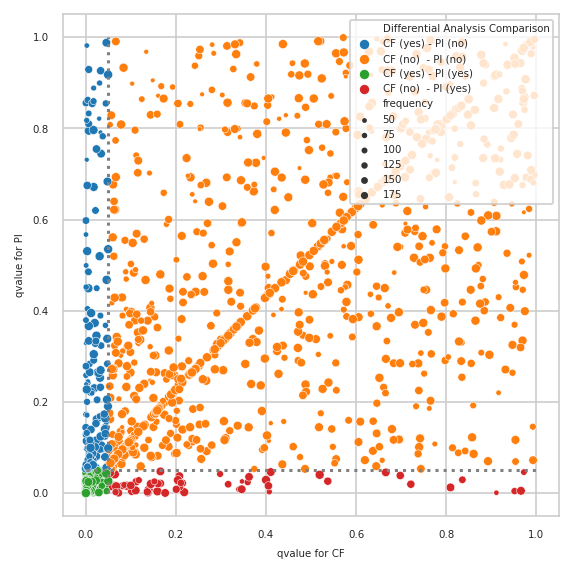 Differential Analysis Comparison
CF (yes) - PI (no)
CF (no)  - PI (no)
CF (yes) - PI (yes)
CF (no)  - PI (yes)
frequency
50
75
100
125
150
175
qvalue for PI
1.0
0.8
0.6
0.4
0.2
0.0
0.0 0.2 0.4 0.6 0.8 1.0
qvalue for CF